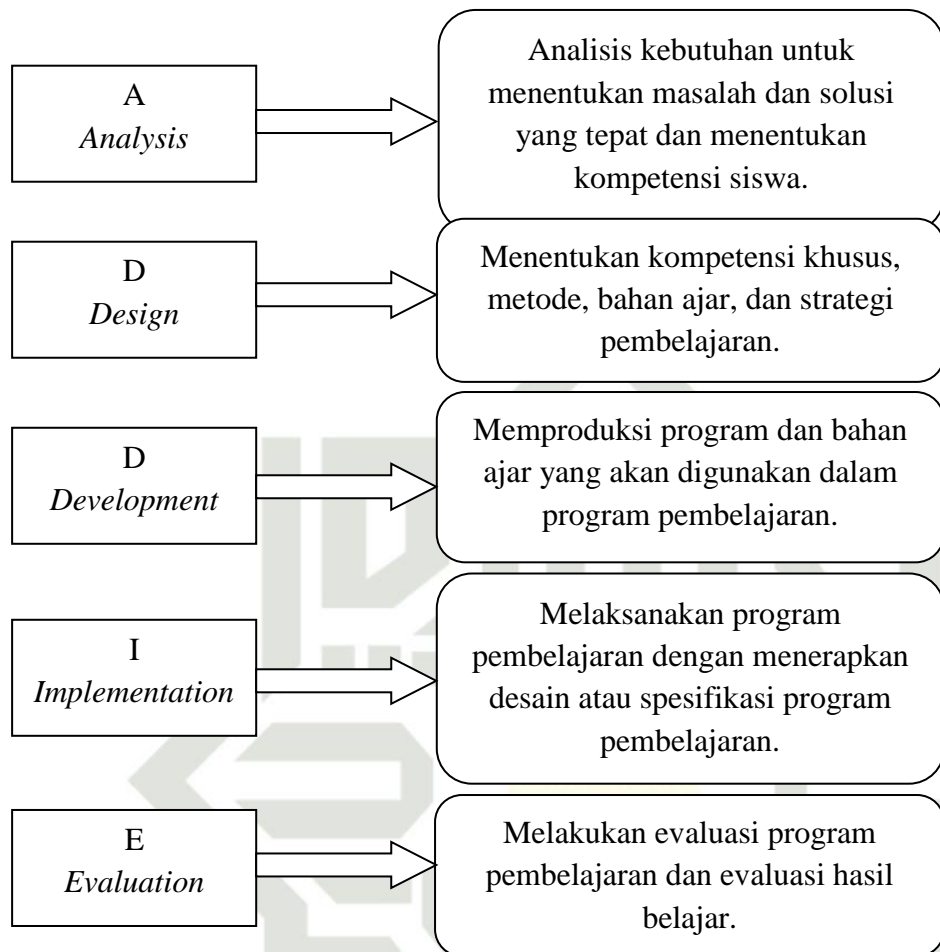 A
Analysis
Analisis kebutuhan untuk
menentukan masalah dan solusi
yang tepat dan menentukan
kompetensi siswa.
D
Design
Menentukan kompetensi khusus,
metode, bahan ajar, dan strategi
pembelajaran.
D
Development
Memproduksi program dan bahan
ajar yang akan digunakan dalam
program pembelajaran.
I
Implementation
Melaksanakan program
pembelajaran dengan menerapkan
desain atau spesifikasi program
pembelajaran.
E
Evaluation
Melakukan evaluasi program
pembelajaran dan evaluasi hasil
belajar.